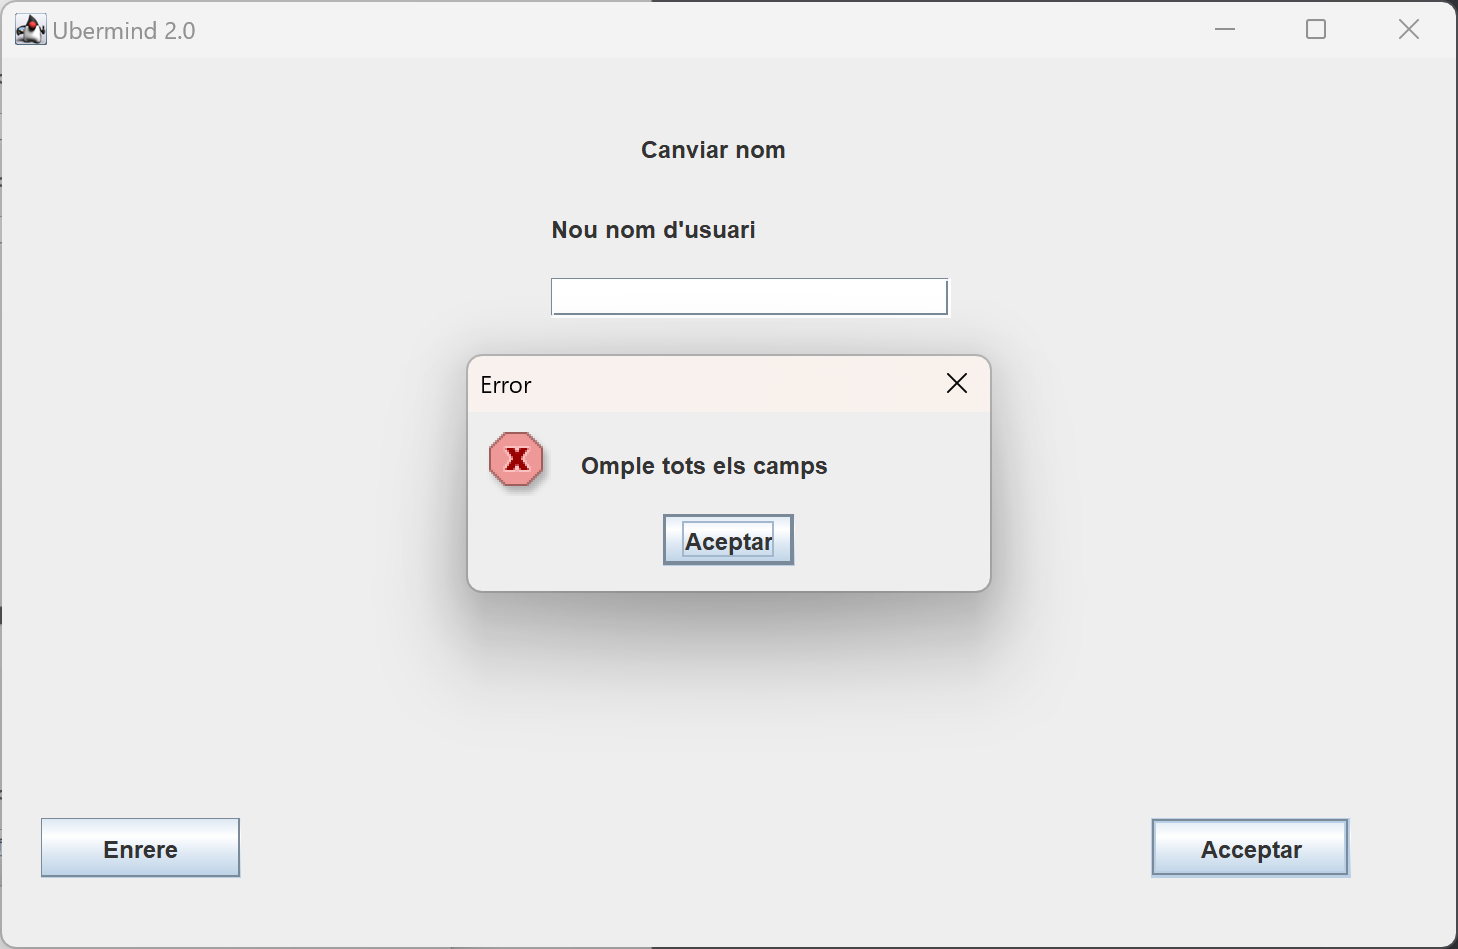 Ubermind 2.0
Canviar nom
Nou nom d'usuari
Error
Omple tots els camps
Aceptar
Enrere
Acceptar